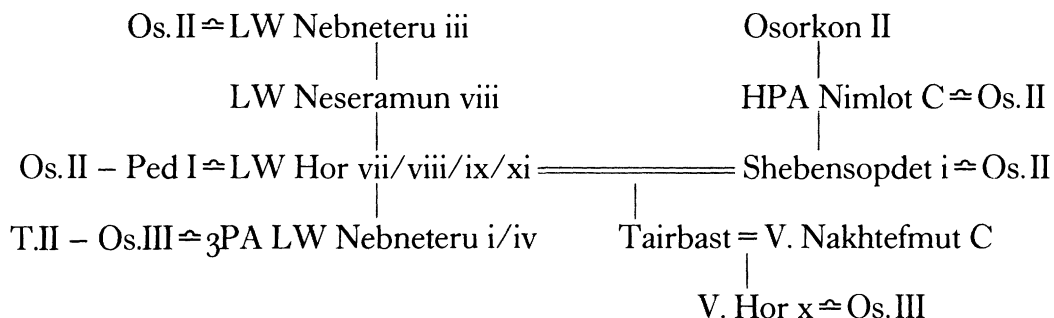 Os.II ≏ LW Nebneteru iii Osorkon II
LW Neseramun viii HPA Nimlot C ≏ Os.II
Os.II – Ped I ≏ LW Hor vii/viii/ix/xi Shebensopdet i ≏ Os.II
T.II – Os.III ≏ 3PA LW Nebneteru i/iv Tairbast = V. Nakhtefmut C
V. Hor x ≏ Os.III